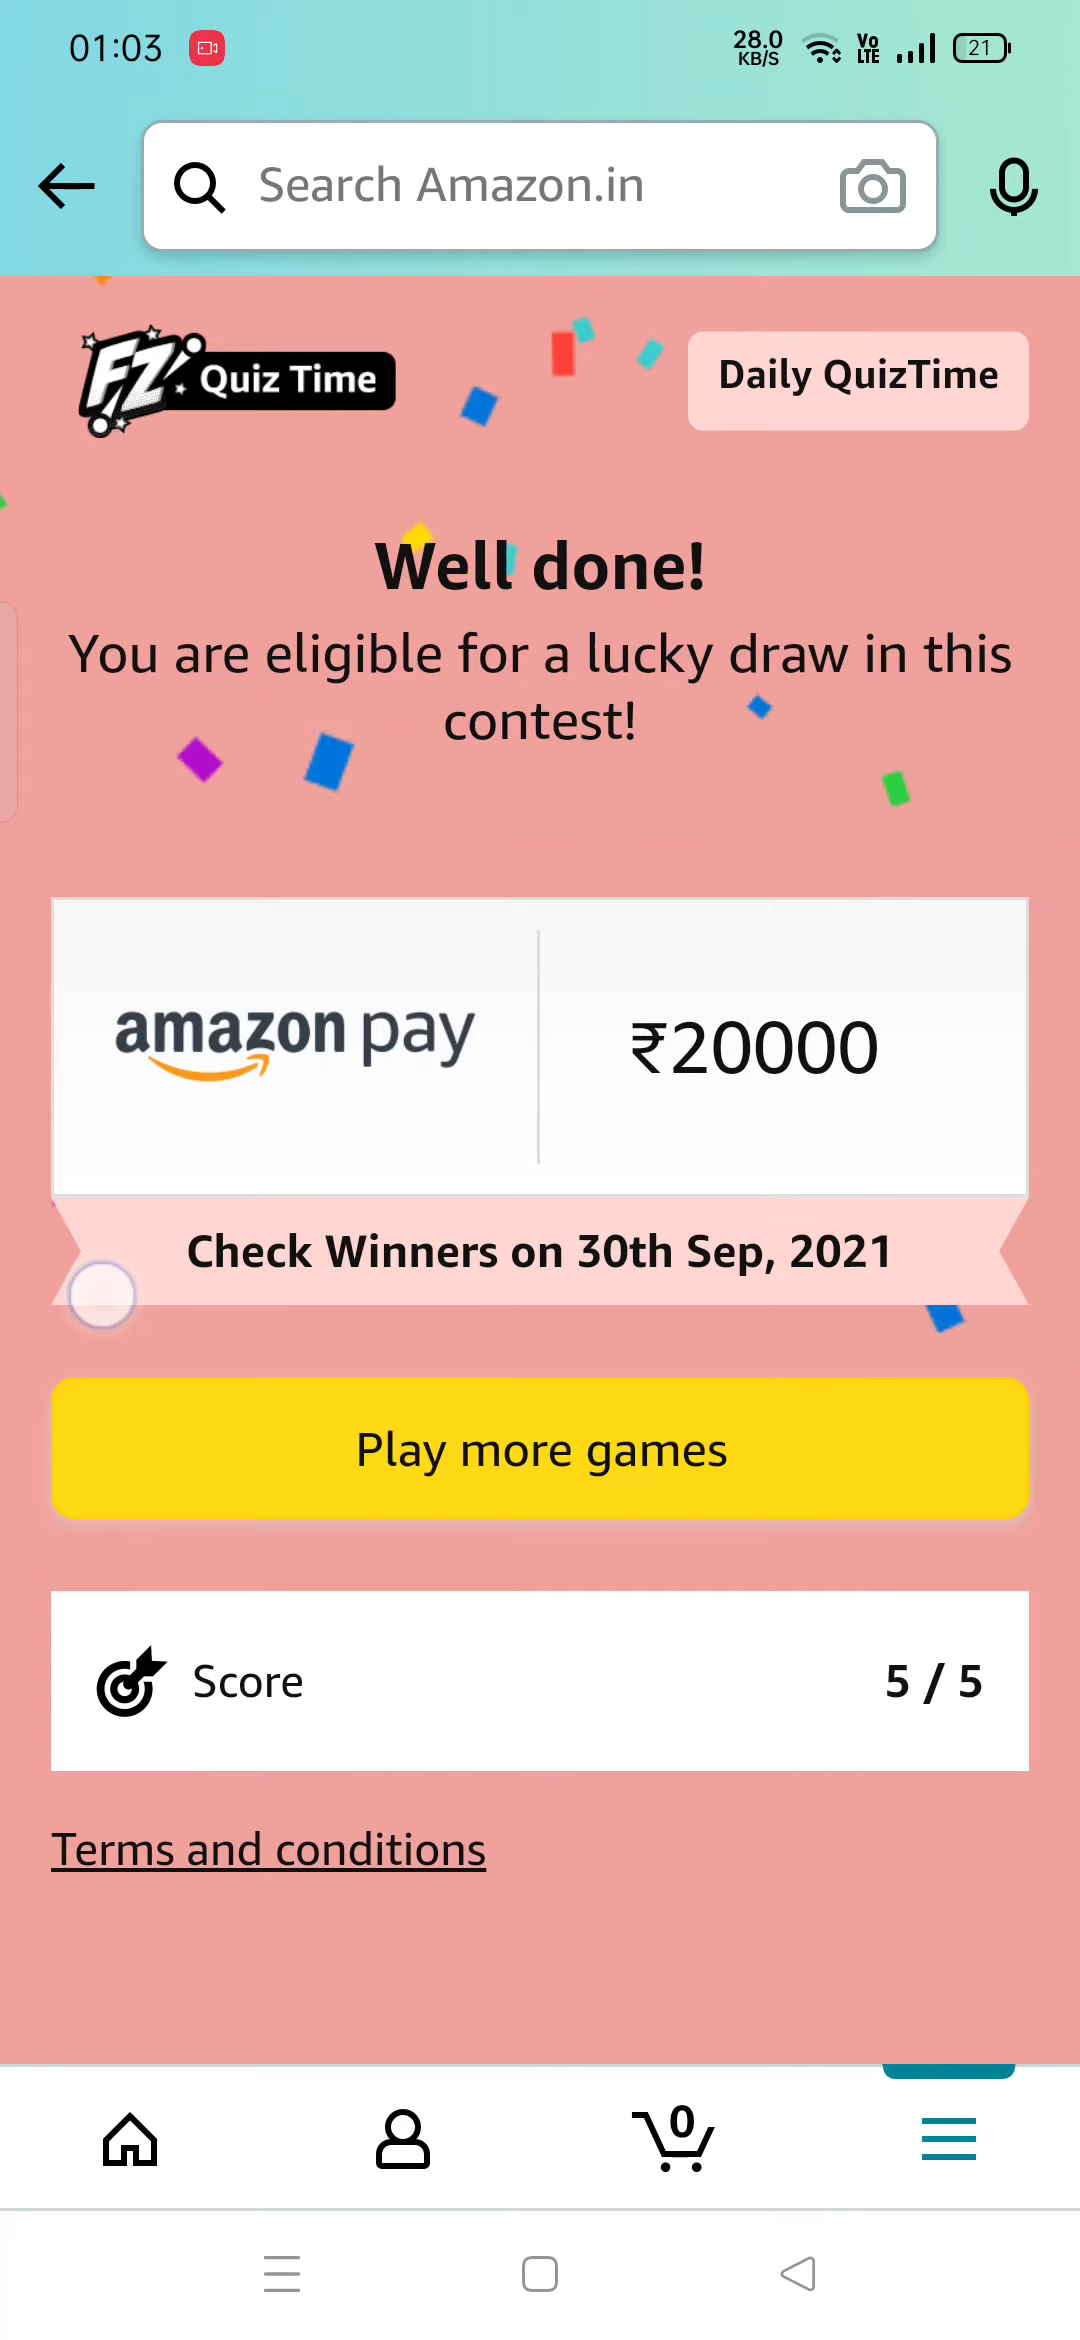 01:03
28.0
KB/S
Vo
LTE
21
Search Amazon.in
FZ Quiz Time
Daily QuizTime
Well done!
You are eligible for a lucky draw in this
contest!
amazon pay
₹20000
Check Winners on 30th Sep, 2021
Play more games
Score
5 / 5
Terms and conditions
0